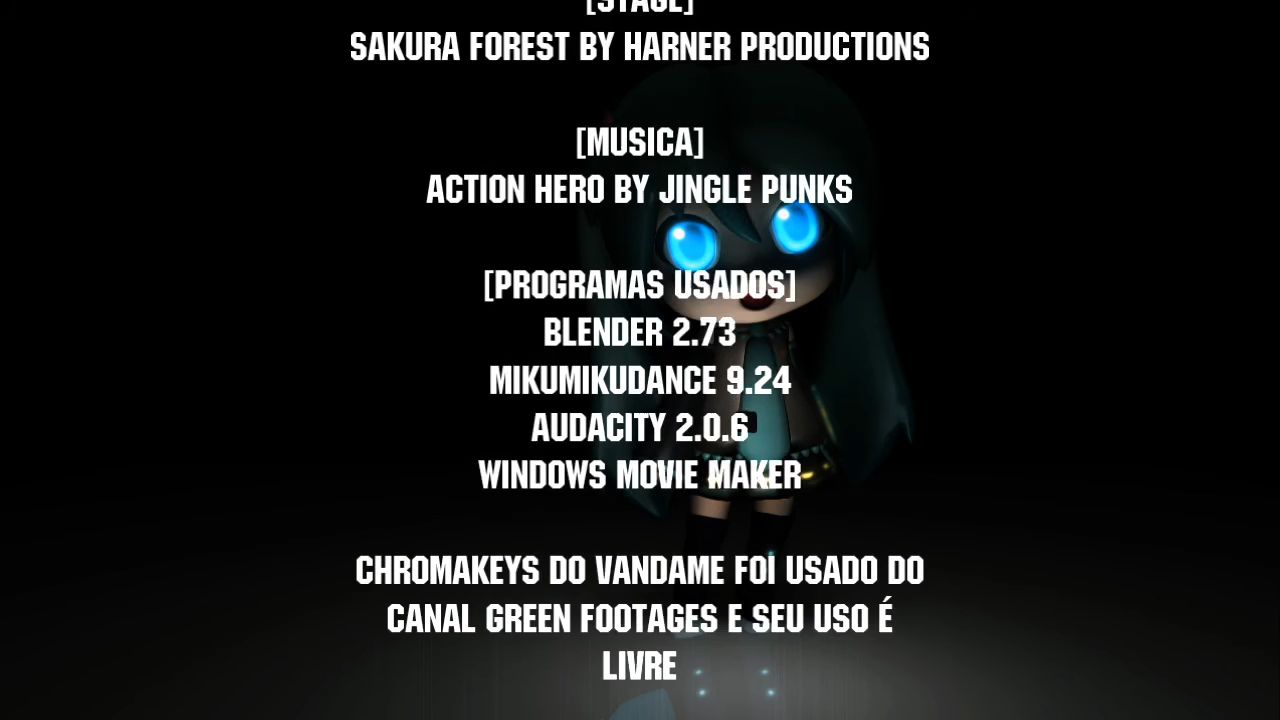 [STAGE]
SAKURA FOREST BY HARNER PRODUCTIONS
[MUSICA]
ACTION HERO BY JINGLE PUNKS
[PROGRAMAS USADOS]
BLENDER 2.73
MIKUMIKUDANCE 9.24
AUDACITY 2.0.6
WINDOWS MOVIE MAKER
CHROMAKEYS DO VANDAME FOI USADO DO
CANAL GREEN FOOTAGES E SEU USO É
LIVRE